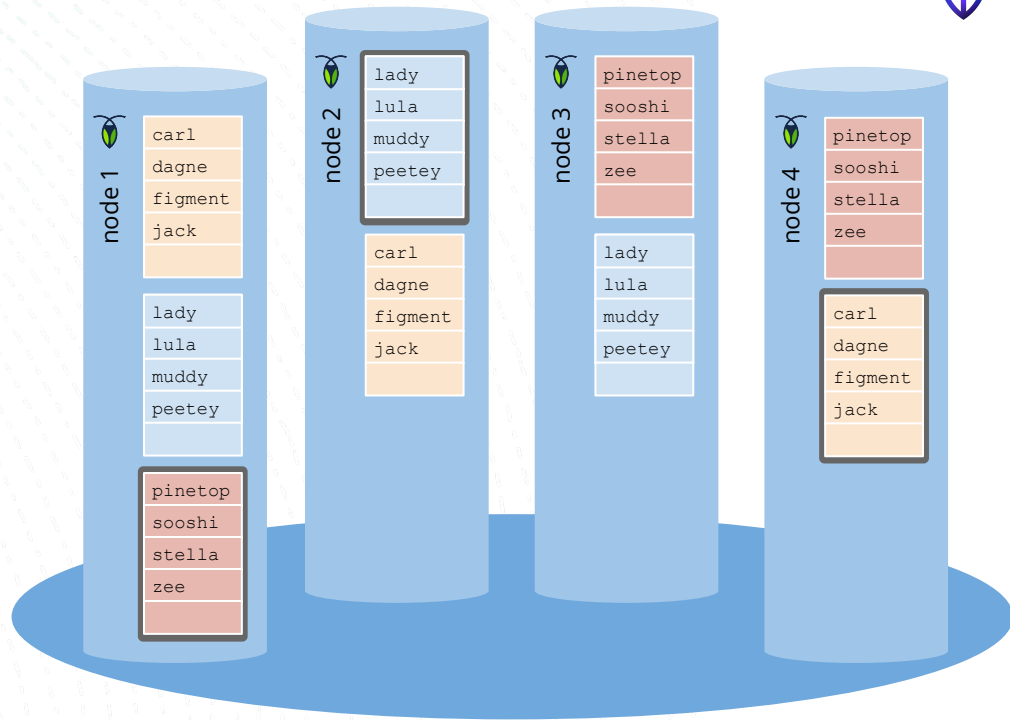 node 1
carl
dagne
figment
jack
lady
lula
muddy
peetey
pinetop
sooshi
stella
zee
node 2
lady
lula
muddy
peetey
carl
dagne
figment
jack
node 3
pinetop
sooshi
stella
zee
lady
lula
muddy
peetey
node 4
pinetop
sooshi
stella
zee
carl
dagne
figment
jack